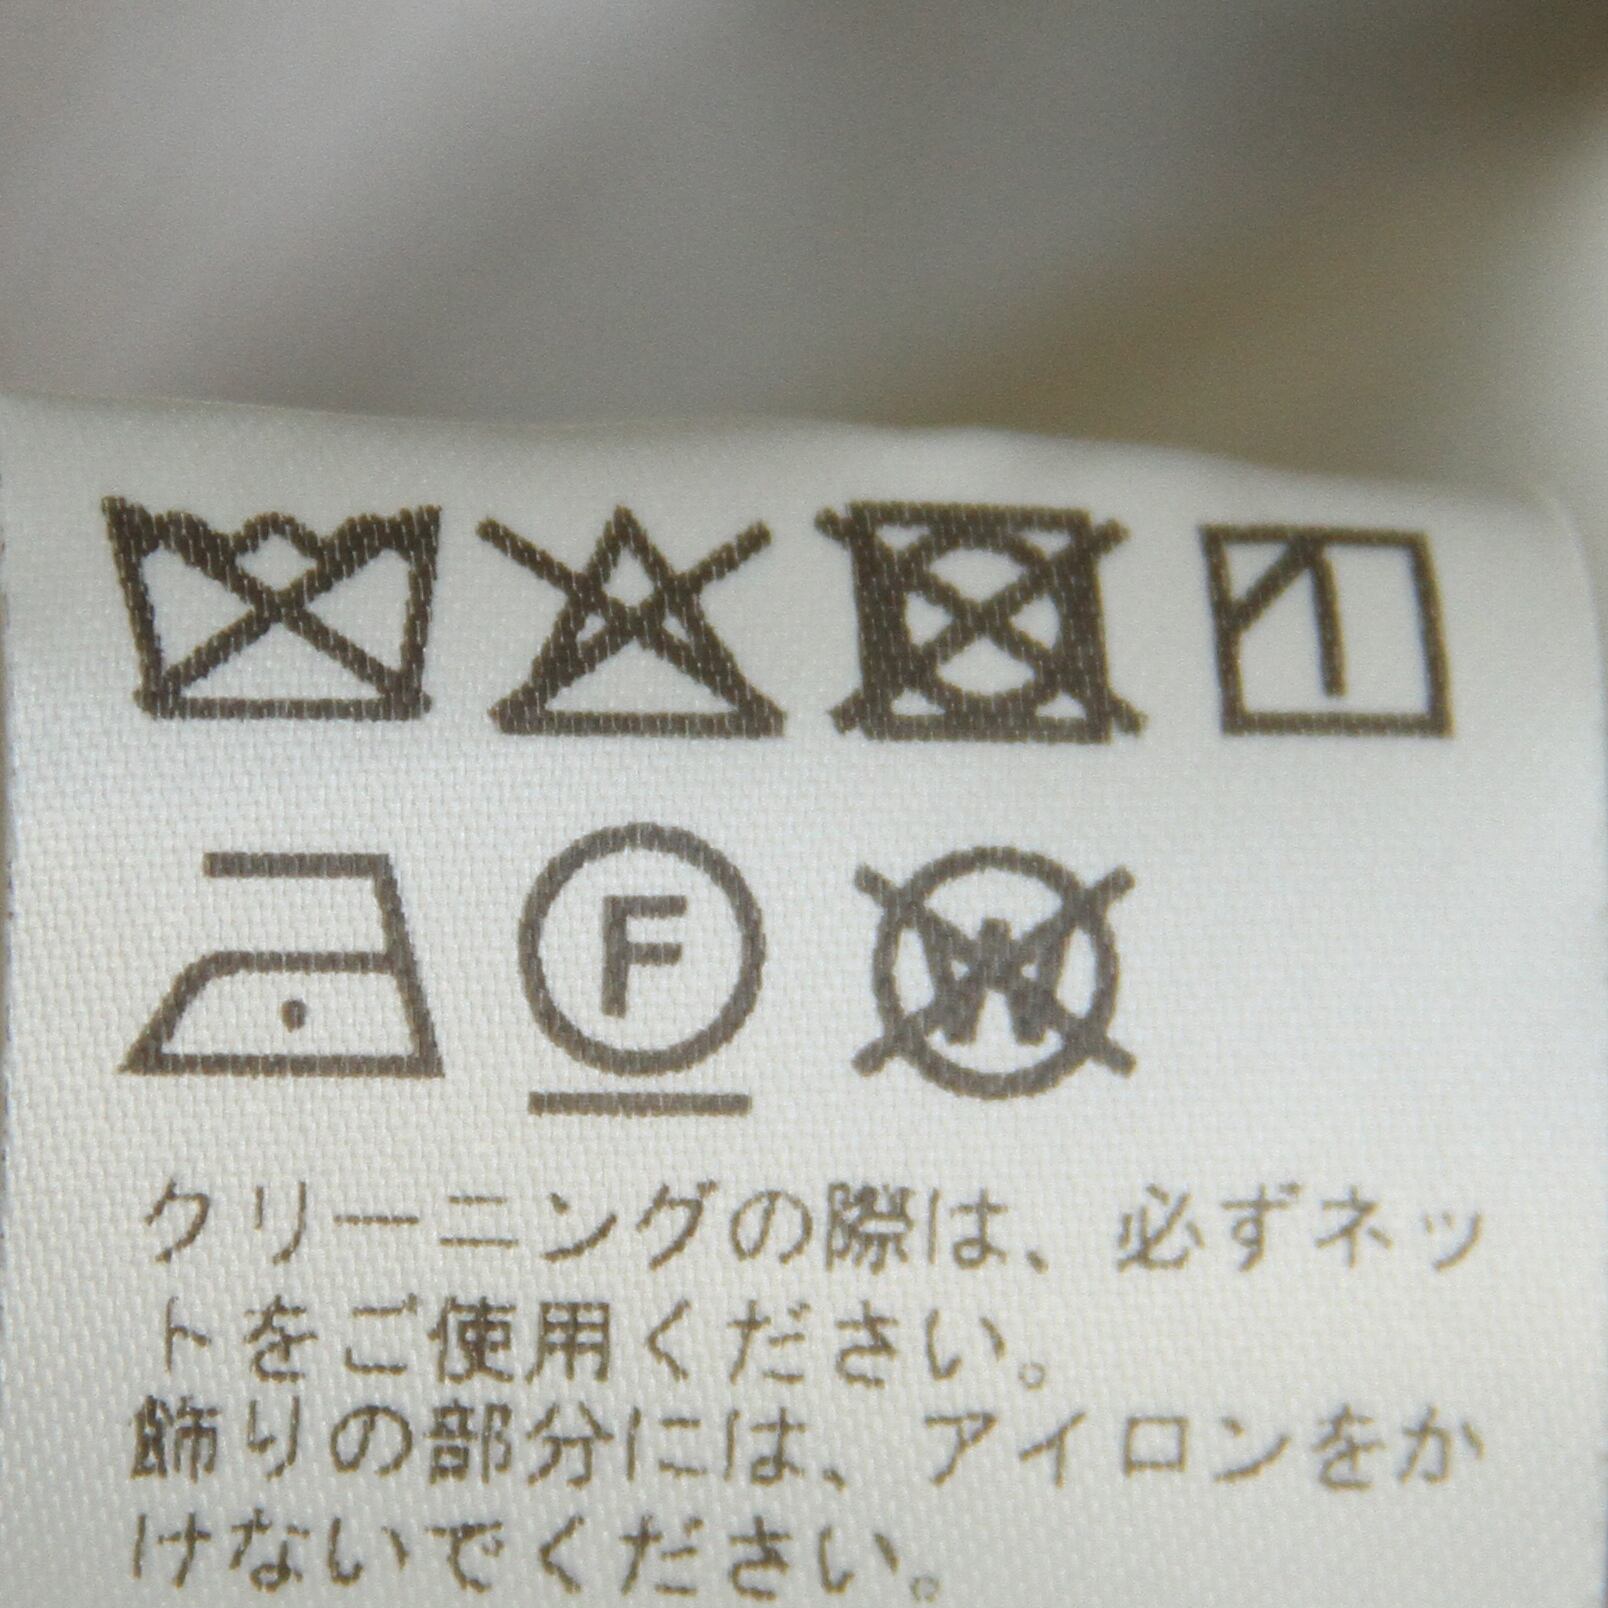 F
W
クリーニングの際は、必ずネッ
トをご使用ください。
飾りの部分には、アイロンをか
けないでください。